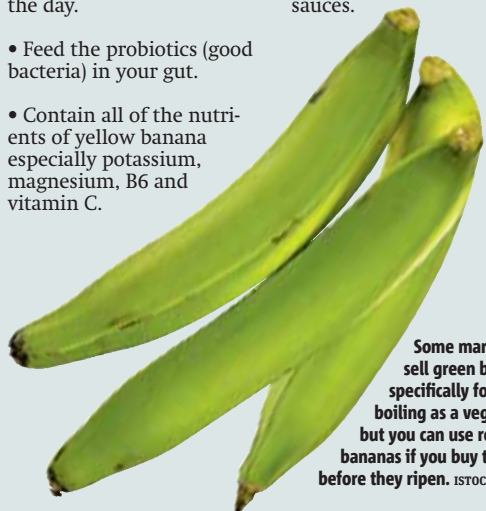 the day.
• Feed the probiotics (good
bacteria) in your gut.
• Contain all of the nutri-
ents of yellow banana
especially potassium,
magnesium, B6 and
vitamin C.
sauces.
Some
sell green
specifically
boiling as a
but you can use
bananas if you buy
before they ripen.